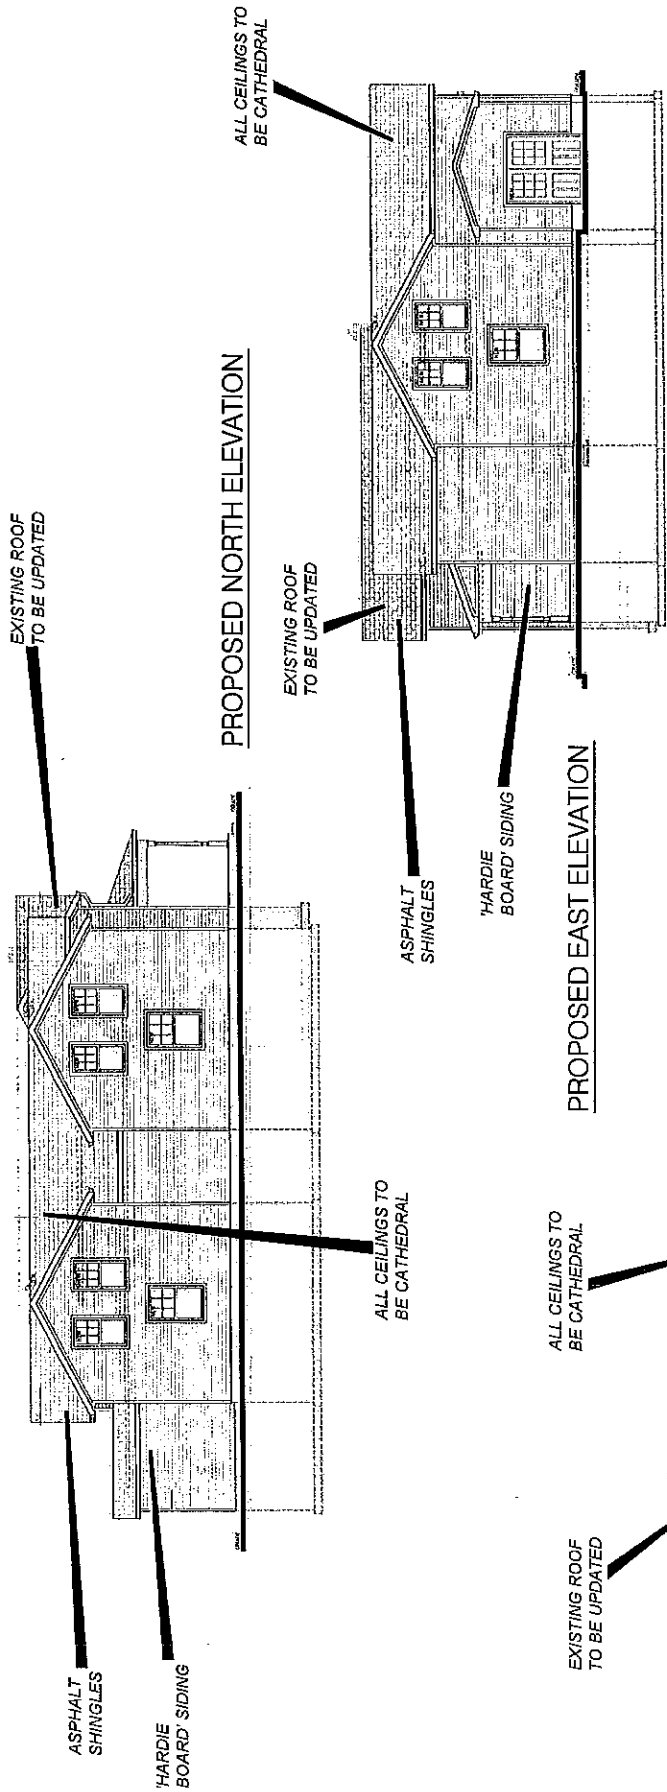 EXISTING ROOF
TO BE UPDATED
ASPHALT
SHINGLES
'HARDIE
BOARD' SIDING
ALL CEILINGS TO
BE CATHEDRAL
PROPOSED NORTH ELEVATION
ALL CEILINGS TO
BE CATHEDRAL
EXISTING ROOF
TO BE UPDATED
ASPHALT
SHINGLES
'HARDIE
BOARD' SIDING
PROPOSED EAST ELEVATION
ALL CEILINGS TO
BE CATHEDRAL
EXISTING ROOF
TO BE UPDATED